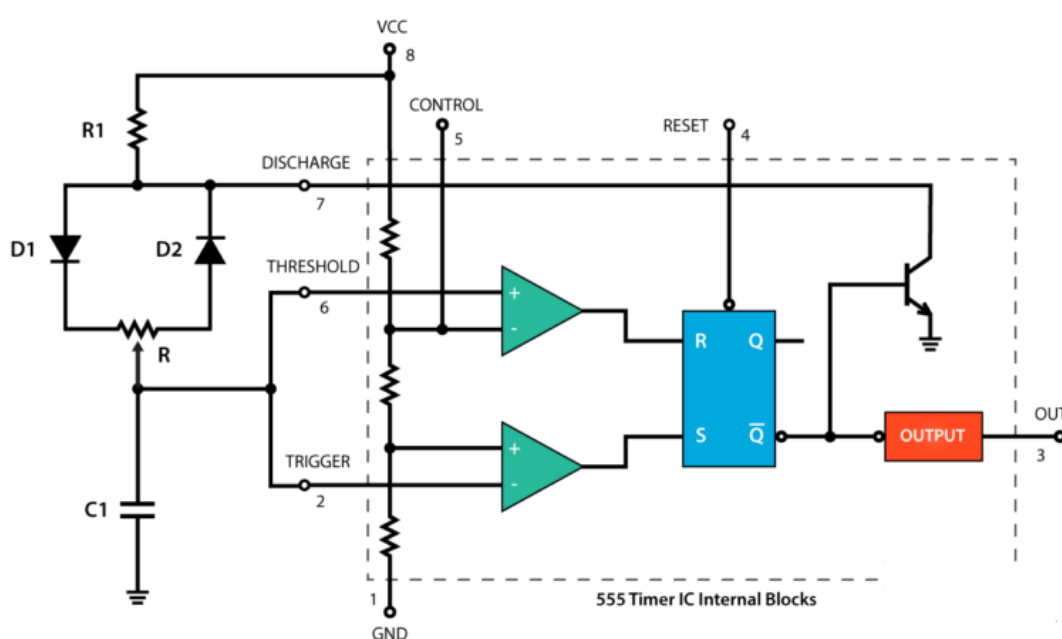 VCC
8
CONTROL
5
RESET
4
R1
DISCHARGE
7
D1
D2
THRESHOLD
6
+
-
R
R Q
S Q̅
OUTPUT
OUT
3
+
-
TRIGGER
2
C1
1
GND
555 Timer IC Internal Blocks